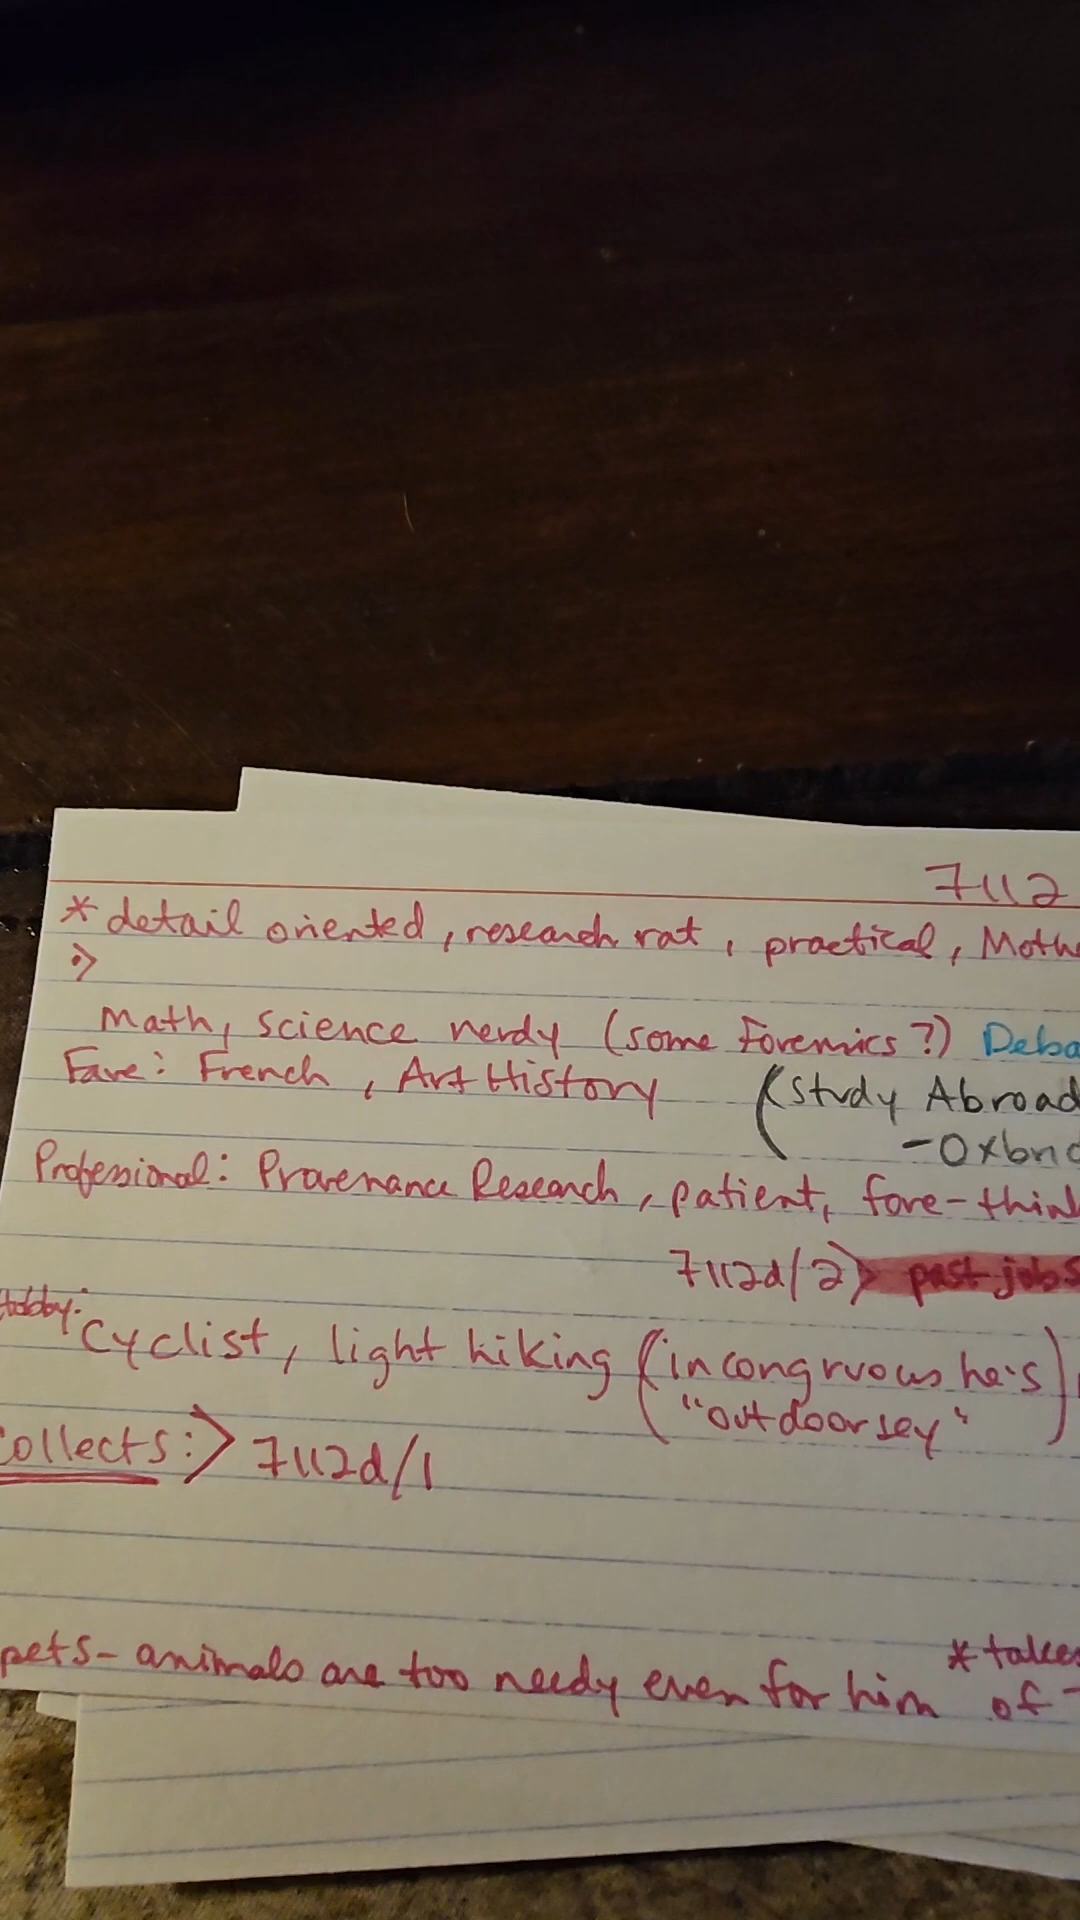 7112
* detail oriented, research rat, practical, Moth
:>
Math, science nerdy (some Forensics?) Deba
Fave: French, Art History (Study Abroad
- Oxbri
Professional: Provenance Research, patient, fore-think
7112d/2> past jobs
Hobby: Cyclist, light hiking (incongruous he's
"outdoorsey")
Collects:> 7112d/1
* takes
pets - animals are too needy even for him of